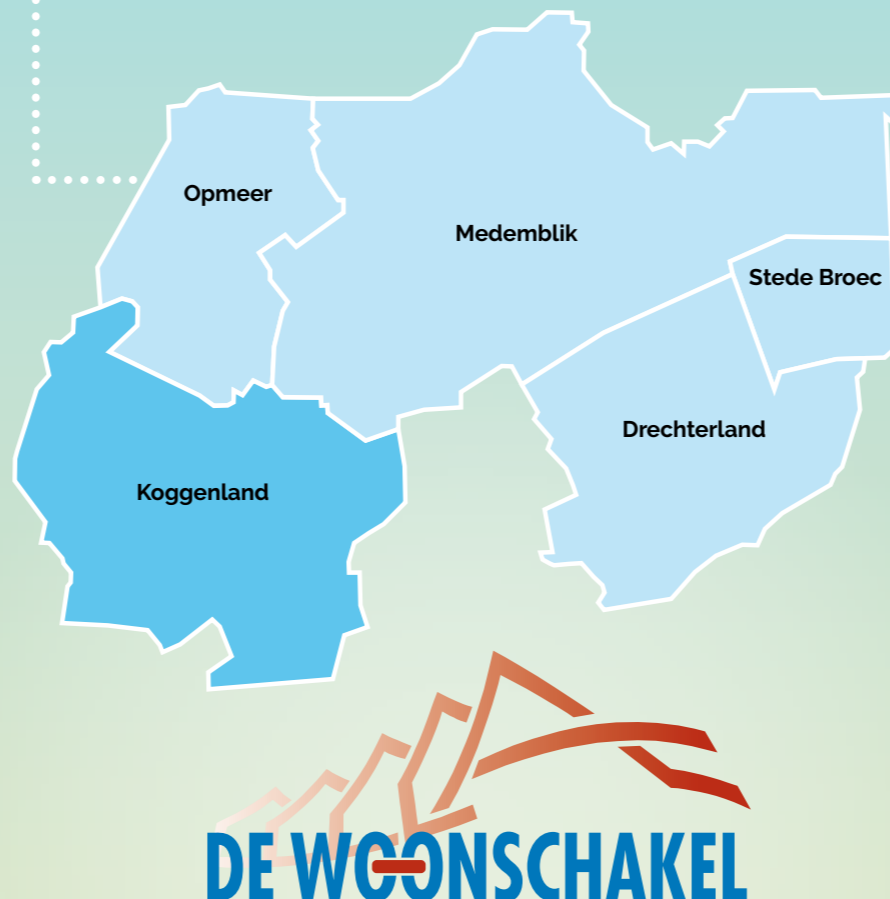 Opmeer
Medemblik
Stede Broec
Drechterland
Koggenland
DE WOONSCHAKEL